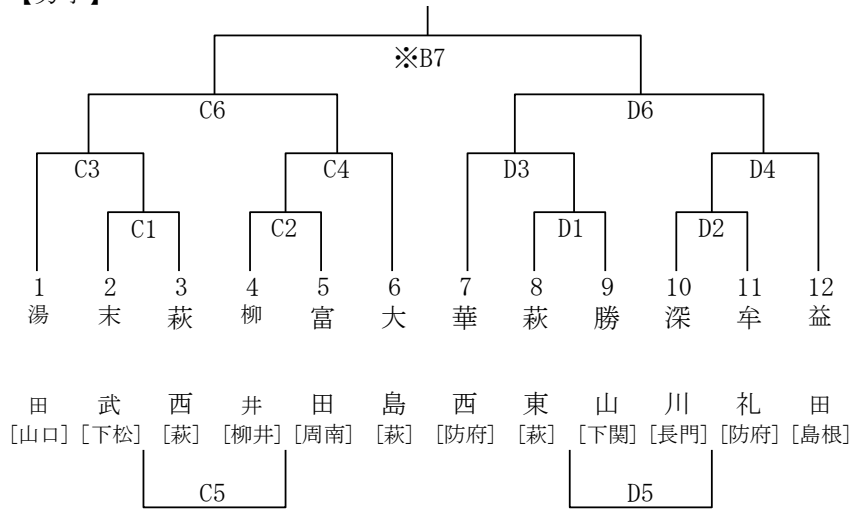 ※B7
C6 D6
C3 C4 D3 D4
C1 C2 D1 D2
1 2 3 4 5 6 7 8 9 10 11 12
湯 末 萩 柳 富 大 華 萩 勝 深 牟 益
田 武 西 井 田 島 西 東 山 川 礼 田
[山口] [下松] [萩] [柳井] [周南] [萩] [防府] [萩] [下関] [長門] [防府] [島根]
C5 D5